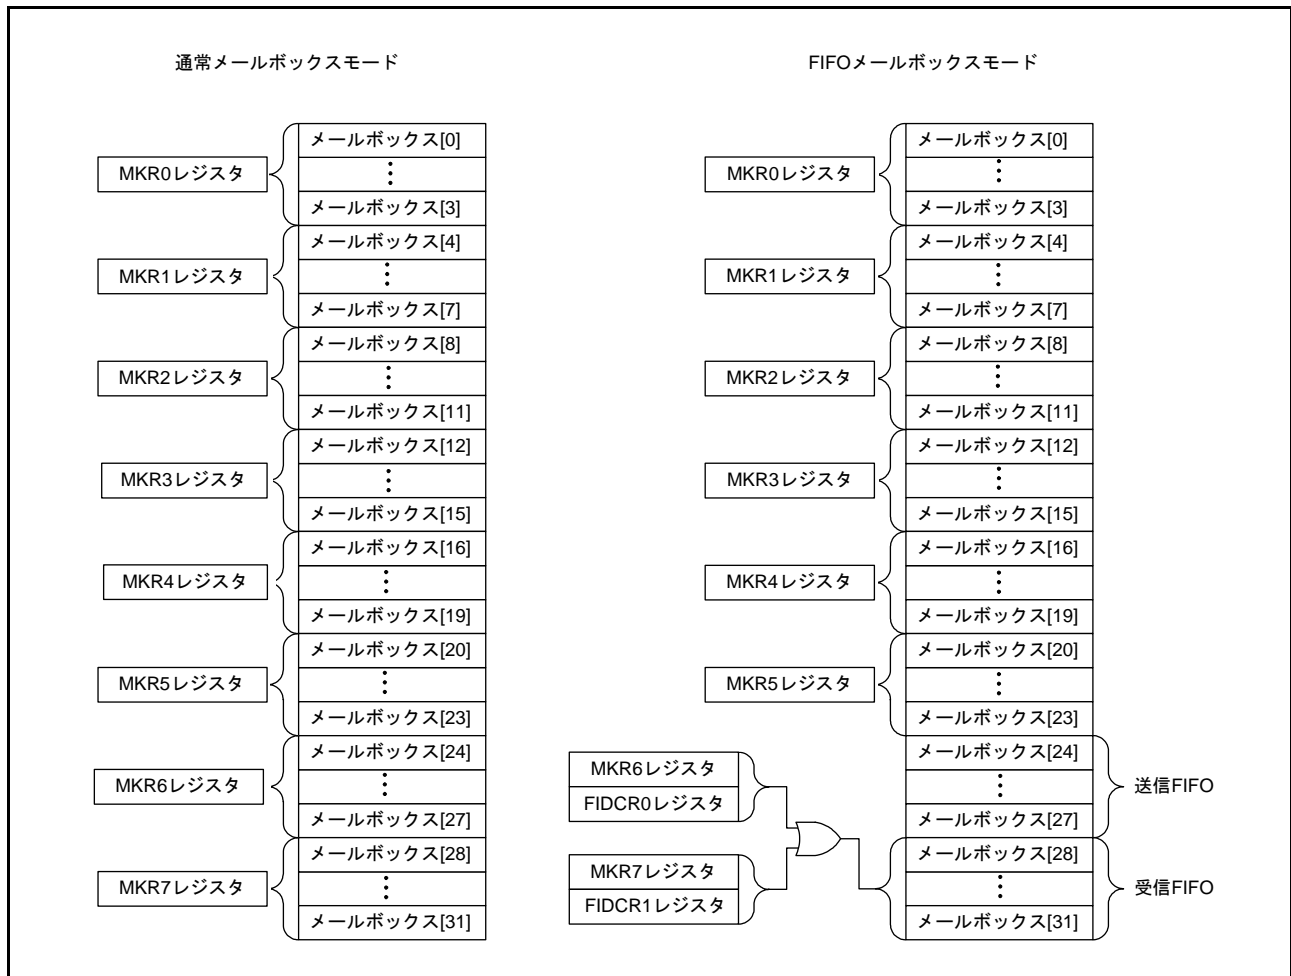 通常メールボックスモード
MKR0レジスタ
メールボックス[0]
メールボックス[3]
MKR1レジスタ
メールボックス[4]
メールボックス[7]
MKR2レジスタ
メールボックス[8]
メールボックス[11]
MKR3レジスタ
メールボックス[12]
メールボックス[15]
MKR4レジスタ
メールボックス[16]
メールボックス[19]
MKR5レジスタ
メールボックス[20]
メールボックス[23]
MKR6レジスタ
メールボックス[24]
メールボックス[27]
MKR7レジスタ
メールボックス[28]
メールボックス[31]
FIFOメールボックスモード
MKR0レジスタ
メールボックス[0]
メールボックス[3]
MKR1レジスタ
メールボックス[4]
メールボックス[7]
MKR2レジスタ
メールボックス[8]
メールボックス[11]
MKR3レジスタ
メールボックス[12]
メールボックス[15]
MKR4レジスタ
メールボックス[16]
メールボックス[19]
MKR5レジスタ
メールボックス[20]
メールボックス[23]
MKR6レジスタ
FIDCR0レジスタ
MKR7レジスタ
FIDCR1レジスタ
メールボックス[24]
メールボックス[27]
送信FIFO
メールボックス[28]
メールボックス[31]
受信FIFO